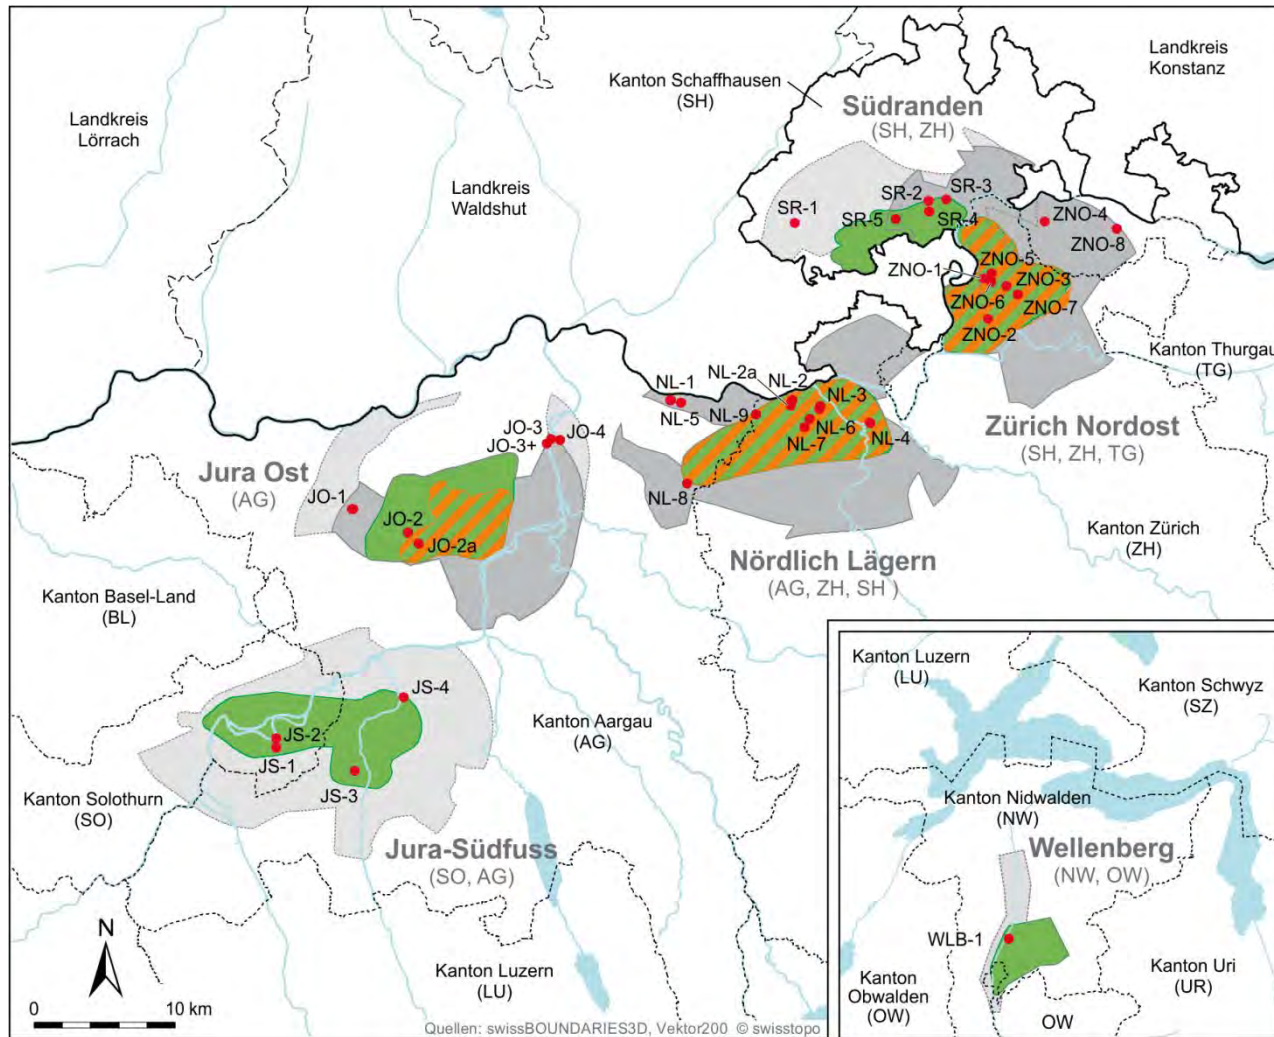 Landkreis
Konstanz
Kanton Schaffhausen
(SH)
Südranden
(SH, ZH)
Landkreis
Lörrach
Landkreis
Waldshut
SR-1
SR-2
SR-3
SR-5
SR-4
ZNO-4
ZNO-8
ZNO-5
ZNO-1
ZNO-3
ZNO-6
ZNO-7
ZNO-2
Kanton Thurgau
(TG)
NL-1
NL-2a
NL-2
NL-5
NL-9
NL-3
NL-6
NL-7
NL-4
NL-8
Zürich Nordost
(SH, ZH, TG)
JO-3
JO-3+
JO-4
Jura Ost
(AG)
JO-1
JO-2
JO-2a
Kanton Zürich
(ZH)
Nördlich Lägern
(AG, ZH, SH )
Kanton Basel-Land
(BL)
JS-4
JS-2
JS-1
JS-3
Kanton Aargau
(AG)
Kanton Solothurn
(SO)
Jura-Südfuss
(SO, AG)
Kanton Luzern
(LU)
N
0 10 km
Quellen: swissBOUNDARIES3D, Vektor200 © swisstopo
Kanton Luzern
(LU)
Kanton Schwyz
(SZ)
Kanton Nidwalden
(NW)
Wellenberg
(NW, OW)
WLB-1
Kanton
Obwalden
(OW)
Kanton Uri
(UR)
OW